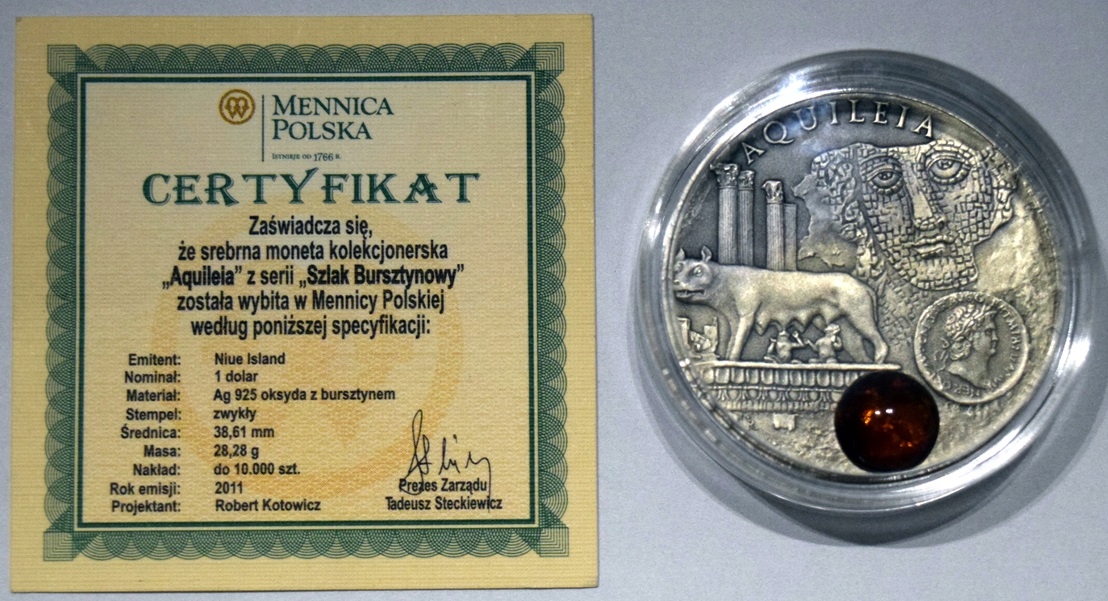 MENNICA
POLSKA
ISTNIEJE OD 1766 R.
CERTYFIKAT
Zaświadcza się,
że srebrna moneta kolekcjonerska
„Aquileia” z serii „Szlak Bursztynowy”
została wybita w Mennicy Polskiej
według poniższej specyfikacji:
Emitent: Niue Island
Nominał: 1 dolar
Materiał: Ag 925 oksyda z bursztynem
Stempel: zwykły
Średnica: 38,61 mm
Masa: 28,28 g
Nakład: do 10.000 szt.
Rok emisji: 2011
Projektant: Robert Kotowicz
Prezes Zarządu
Tadeusz Steckiewicz
AQUILEIA